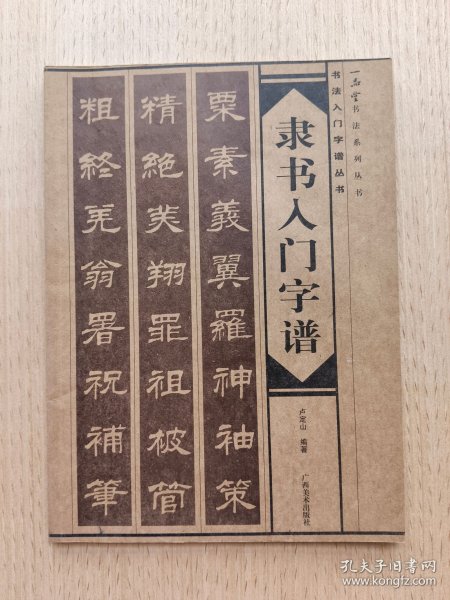 一品堂书法系列丛书
书法入门字谱丛书
隶书入门字谱
卢定山 编著
广西美术出版社
粟素義翼羅神袖策
精絶美翔罪祖被管
粗終羌翁署祝補筆
孔夫子旧书网
www.kongfz.com